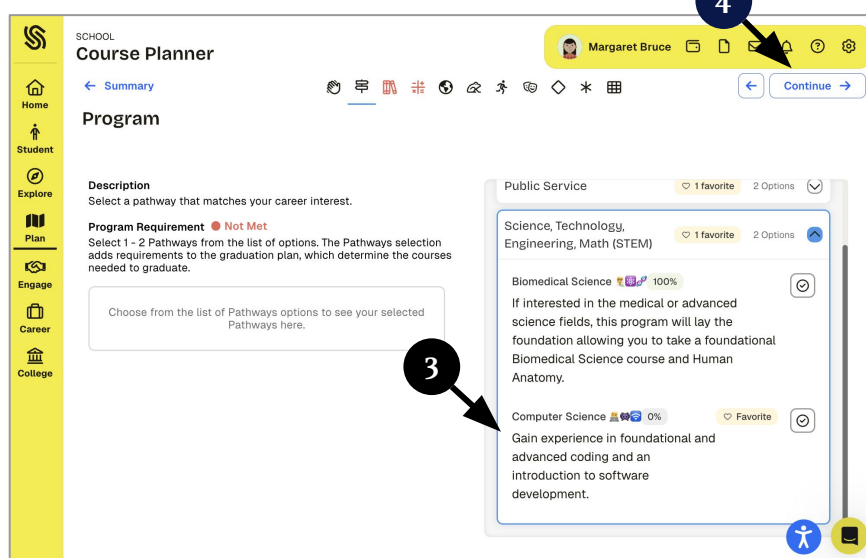 4
SCHOOL
Course Planner
Margaret Bruce
Home
Student
Explore
Plan
Engage
Career
College
← Summary
← Continue →
Program
Description
Select a pathway that matches your career interest.
Program Requirement Not Met
Select 1 - 2 Pathways from the list of options. The Pathways selection
adds requirements to the graduation plan, which determine the courses
needed to graduate.
Choose from the list of Pathways options to see your selected
Pathways here.
3
Public Service 1 favorite 2 Options
Science, Technology,
Engineering, Math (STEM) 1 favorite 2 Options
Biomedical Science 100%
If interested in the medical or advanced
science fields, this program will lay the
foundation allowing you to take a foundational
Biomedical Science course and Human
Anatomy.
Computer Science 0% Favorite
Gain experience in foundational and
advanced coding and an
introduction to software
development.